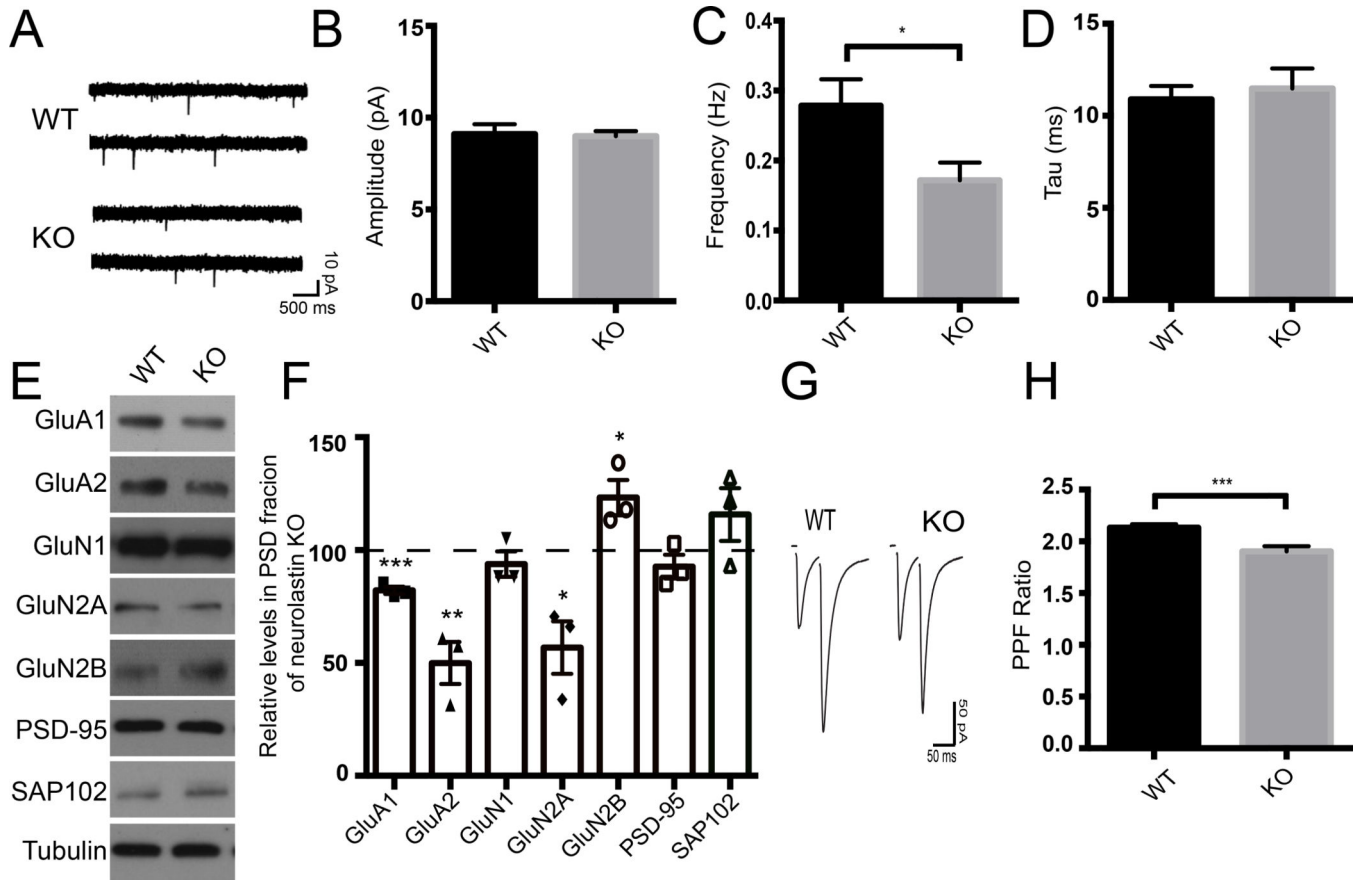 A
WT
KO
10 pA
500 ms
B
Amplitude (pA)
15
10
5
0
WT
KO
C
Frequency (Hz)
0.4
0.3
0.2
0.1
0.0
*
WT
KO
D
Tau (ms)
15
10
5
0
WT
KO
E
WT
KO
GluA1
GluA2
GluN1
GluN2A
GluN2B
PSD-95
SAP102
Tubulin
F
Relative levels in PSD fracion
of neurolastin KO
150
100
50
0
***
**
*
*
GluA1
GluA2
GluN1
GluN2A
GluN2B
PSD-95
SAP102
G
WT
KO
50 pA
50 ms
H
PPF Ratio
2.5
2.0
1.5
1.0
0.5
0.0
***
WT
KO